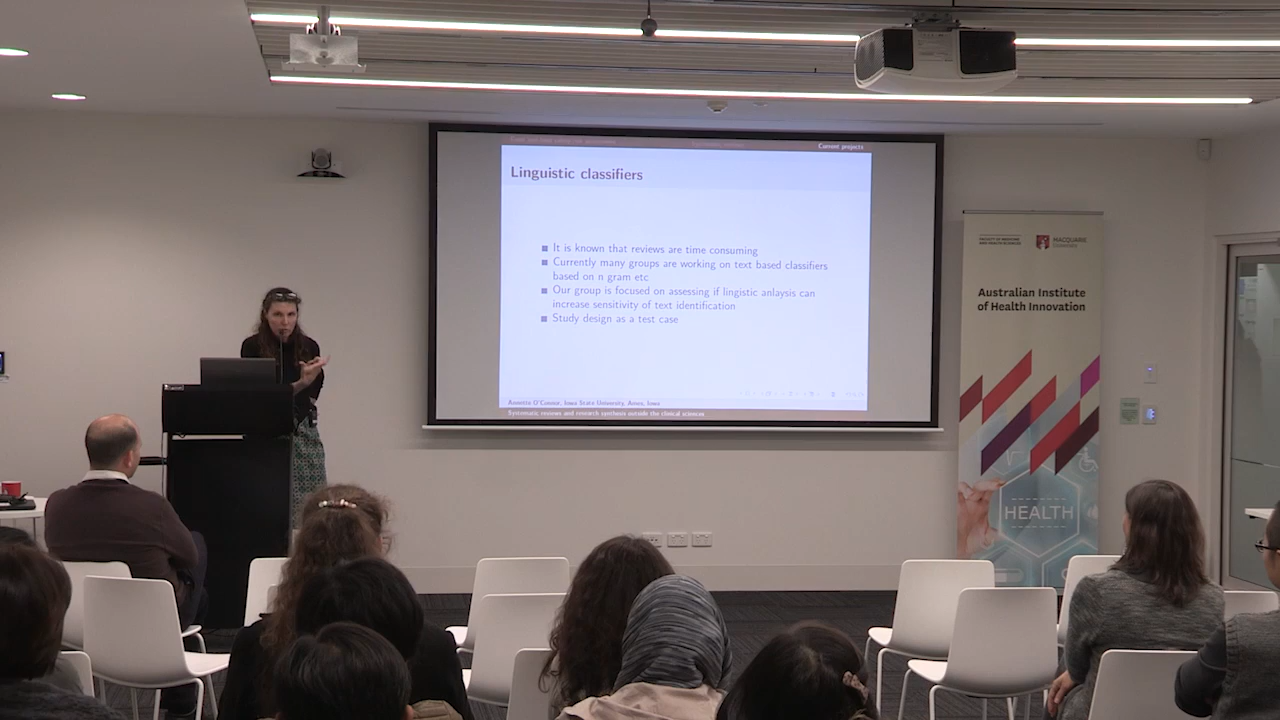 Current projects
Linguistic classifiers
It is known that reviews are time consuming
Currently many groups are working on text based classifiers
based on n gram etc
Our group is focused on assessing if lingistic anlaysis can
increase sensitivity of text identification
Study design as a test case
Annette O'Connor, Iowa State University, Ames, Iowa
Systematic reviews and research synthesis outside the clinical sciences
MACQUARIE
University
Australian Institute
of Health Innovation
HEALTH